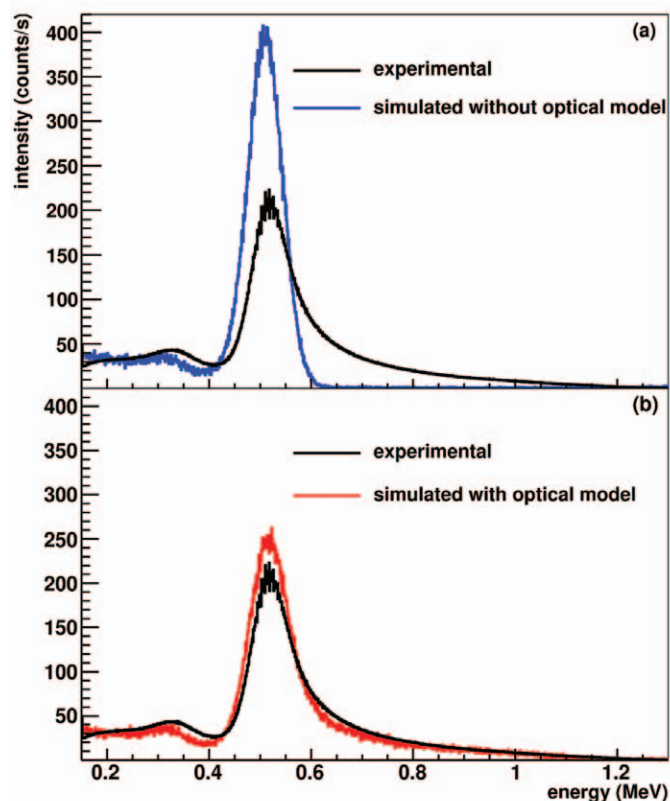 intensity (counts/s)
400
350
300
250
200
150
100
50
(a)
experimental
simulated without optical model
400
350
300
250
200
150
100
50
(b)
experimental
simulated with optical model
0.2 0.4 0.6 0.8 1 1.2
energy (MeV)